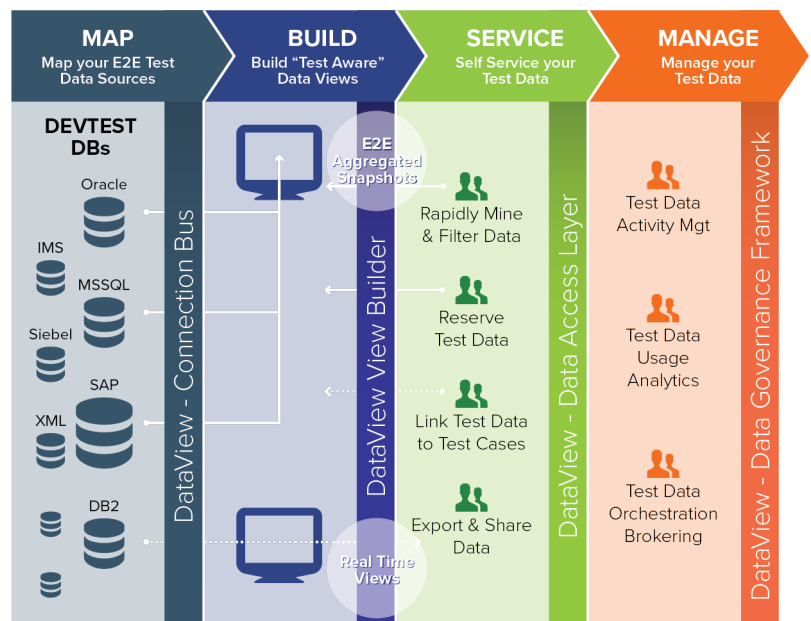 MAP
Map your E2E Test
Data Sources
BUILD
Build “Test Aware”
Data Views
SERVICE
Self Service your
Test Data
MANAGE
Manage your
Test Data
DEVTEST
DBs
Oracle
IMS
MSSQL
Siebel
SAP
XML
DB2
DataView - Connection Bus
E2E
Aggregated
Snapshots
Real Time
Views
DataView View Builder
Rapidly Mine
& Filter Data
Reserve
Test Data
Link Test Data
to Test Cases
Export & Share
Data
DataView - Data Access Layer
Test Data
Activity Mgt
Test Data
Usage
Analytics
Test Data
Orchestration
Brokering
DataView - Data Governance Framework